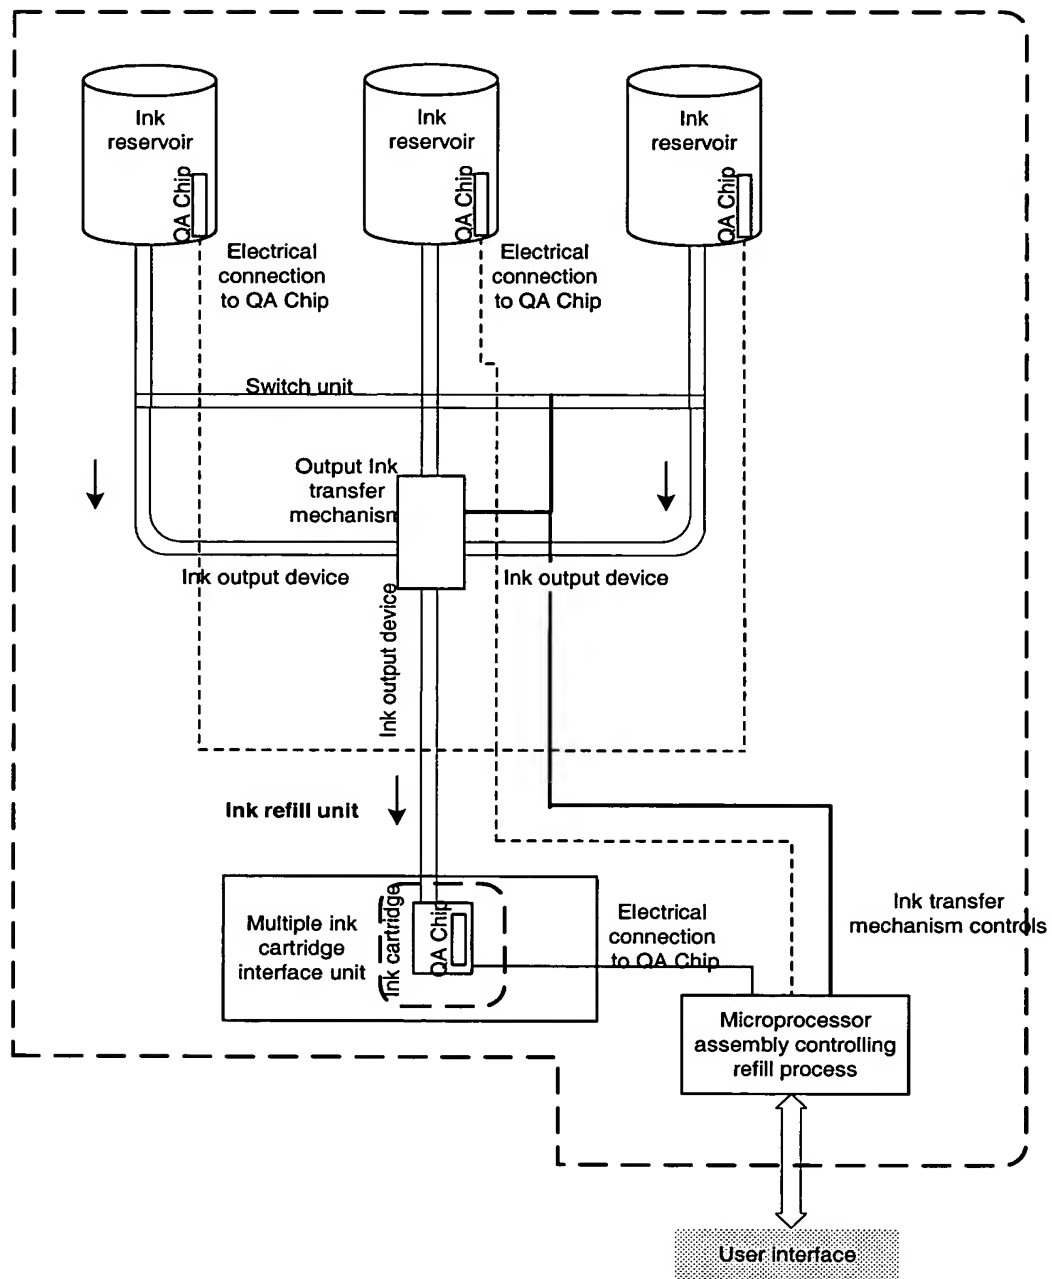 Ink
reservoir
QA Chip
Ink
reservoir
QA Chip
Ink
reservoir
QA Chip
Electrical
connection
to QA Chip
Electrical
connection
to QA Chip
Switch unit
Output Ink
transfer
mechanism
Ink output device
Ink output device
Ink output device
Ink refill unit
Multiple ink
cartridge
interface unit
Ink cartridge
QA Chip
Electrical
connection
to QA Chip
Ink transfer
mechanism controls
Microprocessor
assembly controlling
refill process
User interface